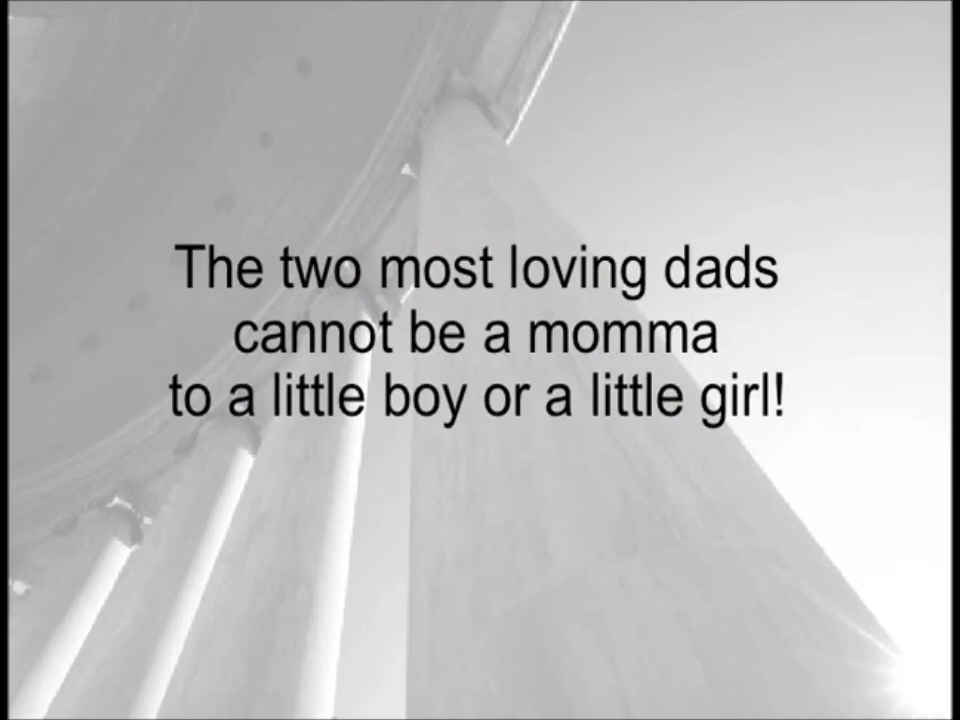 The two most loving dads
cannot be a momma
to a little boy or a little girl!